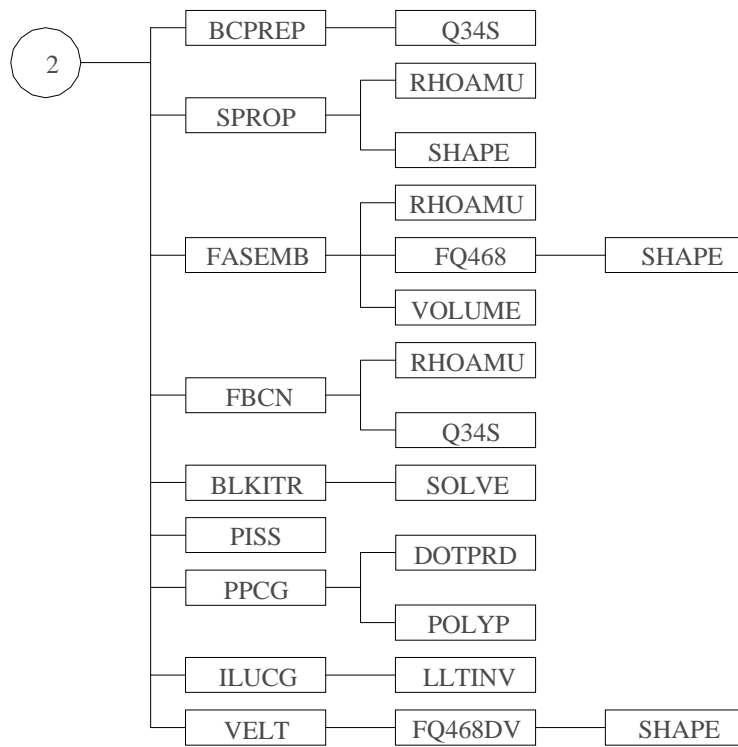 2
BCPREP
Q34S
SPROP
RHOAMU
SHAPE
FASEMB
RHOAMU
FQ468
SHAPE
VOLUME
FBCN
RHOAMU
Q34S
BLKITR
SOLVE
PISS
PPCG
DOTPRD
POLYP
ILUCG
LLTINV
VELT
FQ468DV
SHAPE